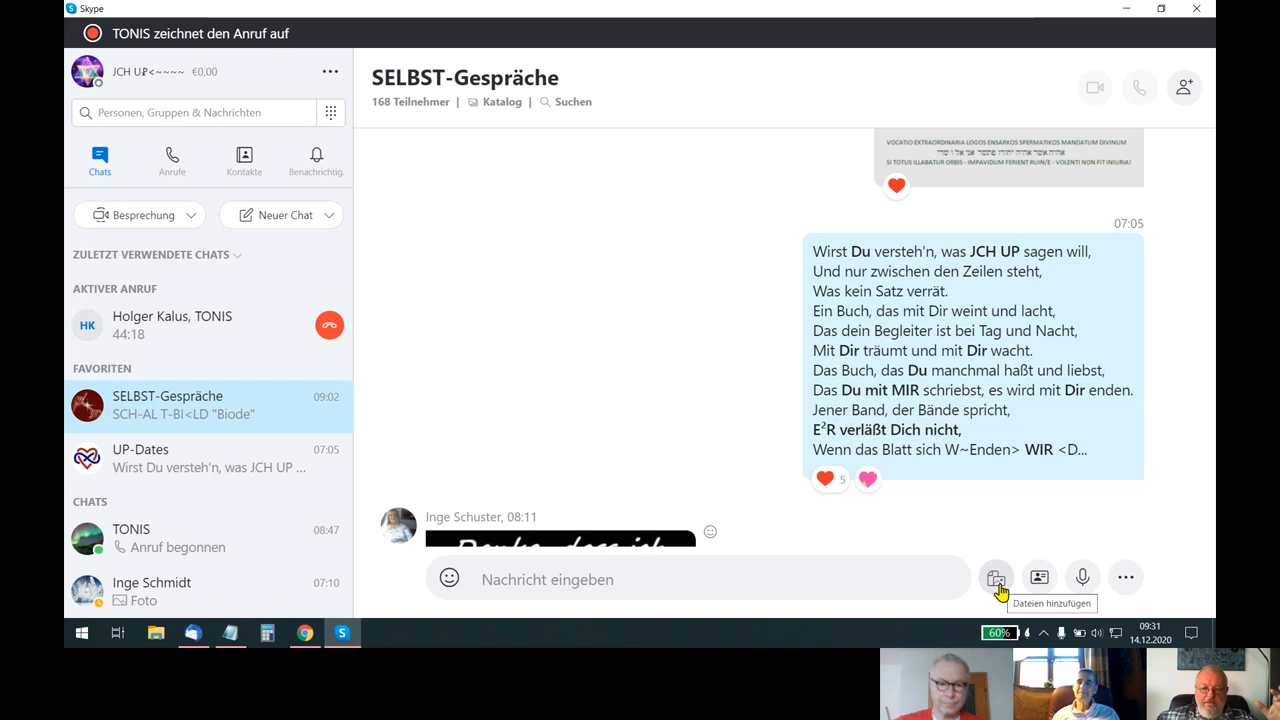 Skype
TONIS zeichnet den Anruf auf
€0,00
Personen, Gruppen & Nachrichten
Chats
Anrufe
Kontakte
Benachrichtig.
Besprechung
Neuer Chat
ZULETZT VERWENDETE CHATS
AKTIVER ANRUF
HK
Holger Kalus, TONIS
44:18
FAVORITEN
SELBST-Gespräche
09:02
SCH-AL T-BI<LD "Biode"
UP-Dates
07:05
Wirst Du versteh'n, was JCH UP ...
CHATS
TONIS
08:47
Anruf begonnen
Inge Schmidt
07:10
Foto
SELBST-Gespräche
168 Teilnehmer | Katalog | Suchen
VOCATIO EXTRAORDINARIA LOGOS ENSARKOS SPERMATIKOS MANDATUM DIVINUM
SI TOTUS ILLABATUR ORBIS - IMPAVIDUM FERIENT RUIN/E - VOLENTI NON FIT INIURIA!
07:05
Wirst Du versteh'n, was JCH UP sagen will,
Und nur zwischen den Zeilen steht,
Was kein Satz verrät.
Ein Buch, das mit Dir weint und lacht,
Das dein Begleiter ist bei Tag und Nacht,
Mit Dir träumt und mit Dir wacht.
Das Buch, das Du manchmal haßt und liebst,
Das Du mit MIR schriebst, es wird mit Dir enden.
Jener Band, der Bände spricht,
E²R verläßt Dich nicht,
Wenn das Blatt sich W~Enden> WIR <D...
5
Inge Schuster, 08:11
Danke, dass ich
Nachricht eingeben
Dateien hinzufügen
60%
09:31
14.12.2020